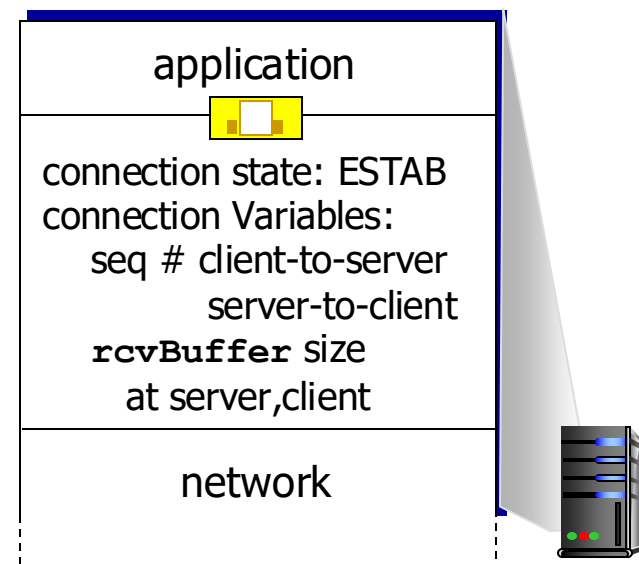 application
connection state: ESTAB
connection Variables:
seq # client-to-server
server-to-client
rcvBuffer size
at server,client
network